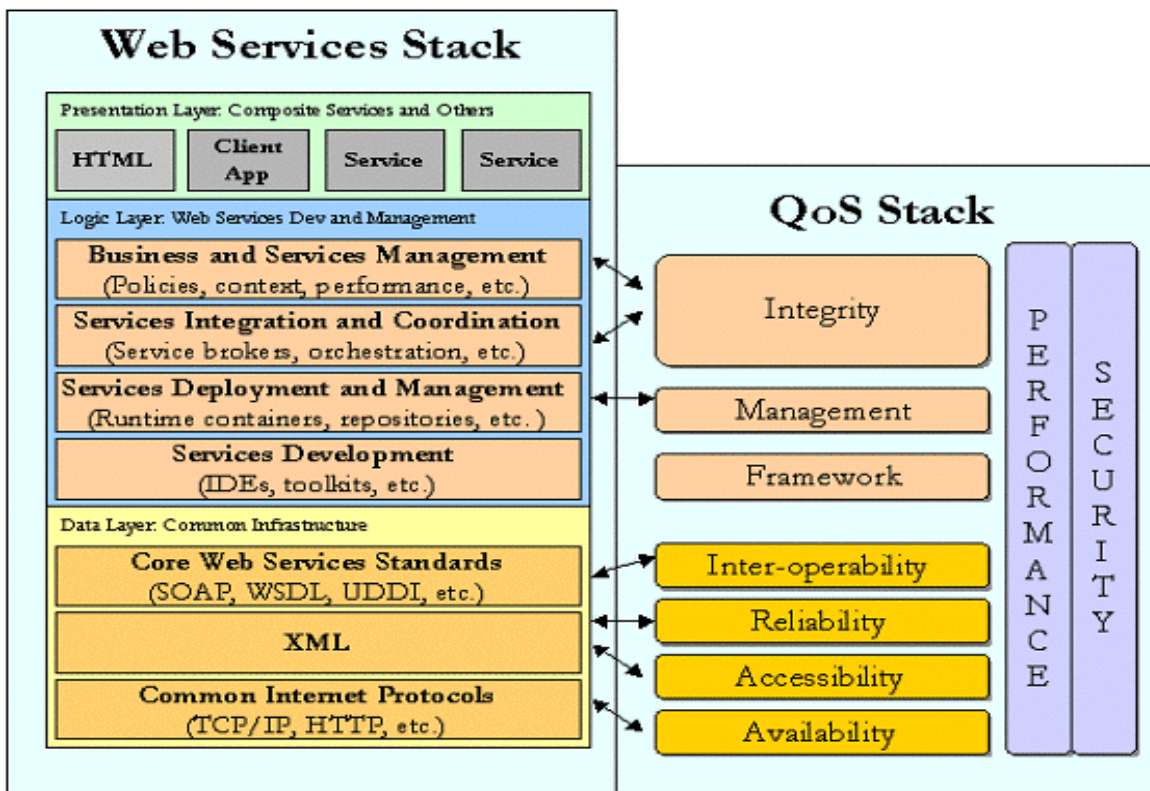 Web Services Stack
Presentation Layer: Composite Services and Others
HTML
Client
App
Service
Service
Logic Layer: Web Services Dev and Management
Business and Services Management
(Policies, context, performance, etc.)
Services Integration and Coordination
(Service brokers, orchestration, etc.)
Services Deployment and Management
(Runtime containers, repositories, etc. )
Services Development
(IDEs, toolkits, etc.)
Data Layer: Common Infrastructure
Core Web Services Standards
(SOAP, WSDL, UDDI, etc.)
XML
Common Internet Protocols
(TCP/IP, HTTP, etc.)
QoS Stack
Integrity
Management
Framework
Inter-operability
Reliability
Accessibility
Availability
PERFORMANCE
SECURITY